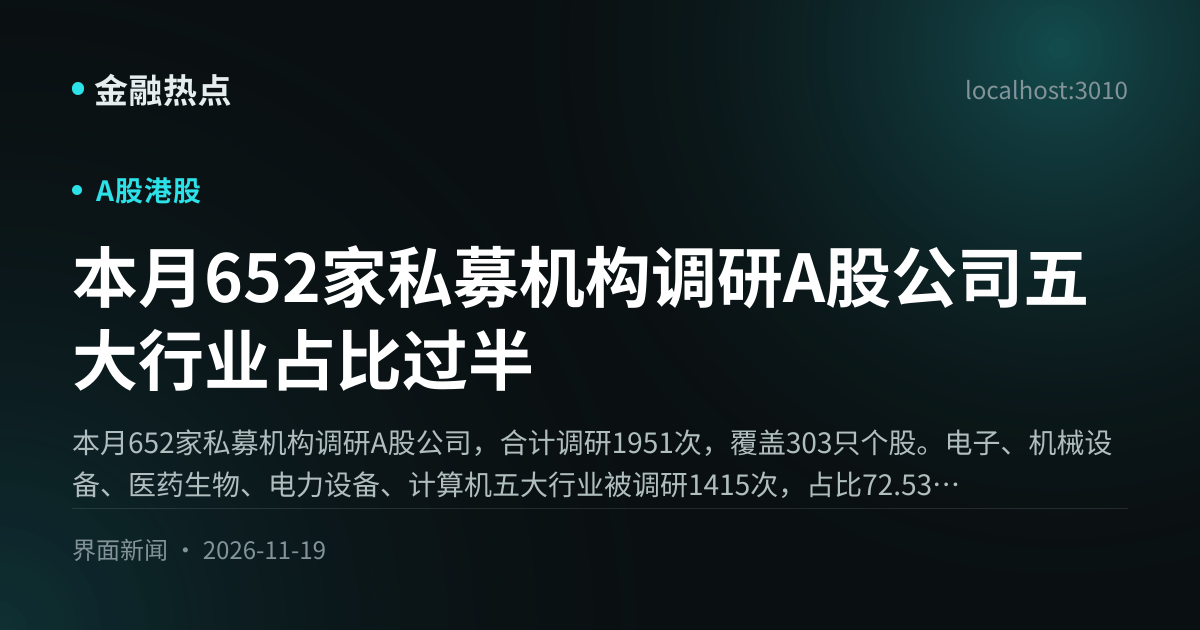 金融热点
localhost:3010
A股港股
本月652家私募机构调研A股公司五
大行业占比过半
本月652家私募机构调研A股公司，合计调研1951次，覆盖303只个股。电子、机械设
备、医药生物、电力设备、计算机五大行业被调研1415次，占比72.53…
界面新闻 • 2026-11-19